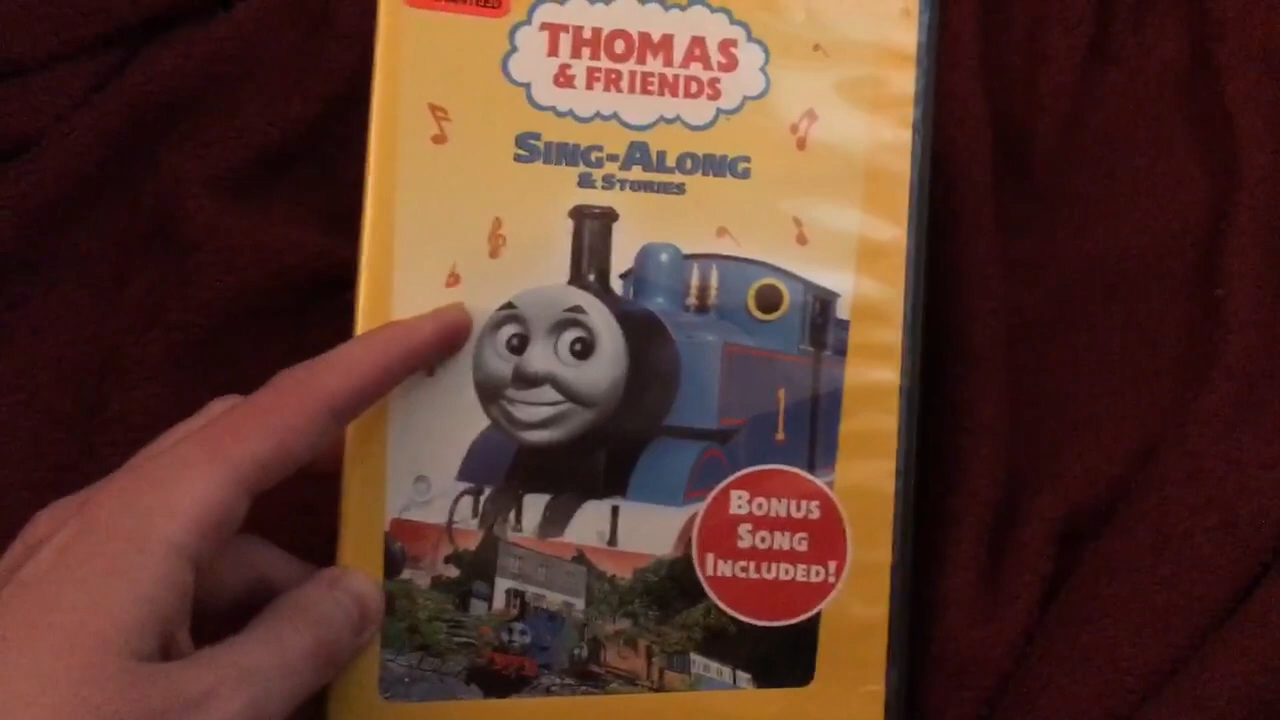 THOMAS
& FRIENDS
SING-ALONG
& STORIES
1
BONUS
SONG
INCLUDED!